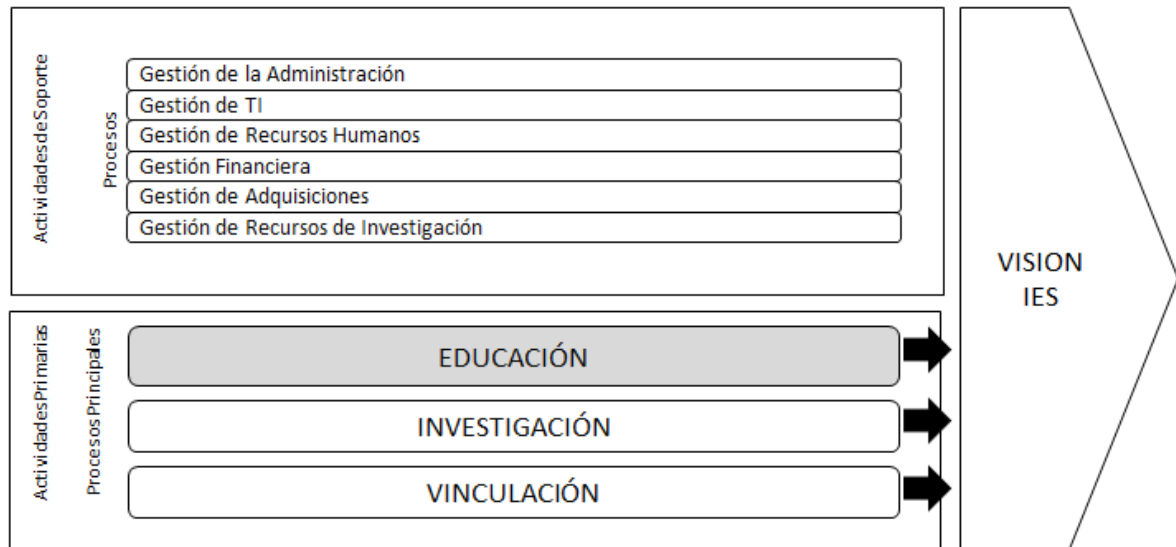 Actividades de Soporte
Procesos
Gestión de la Administración
Gestión de TI
Gestión de Recursos Humanos
Gestión Financiera
Gestión de Adquisiciones
Gestión de Recursos de Investigación
Actividades Primarias
Procesos Principales
EDUCACIÓN
INVESTIGACIÓN
VINCULACIÓN
VISION
IES